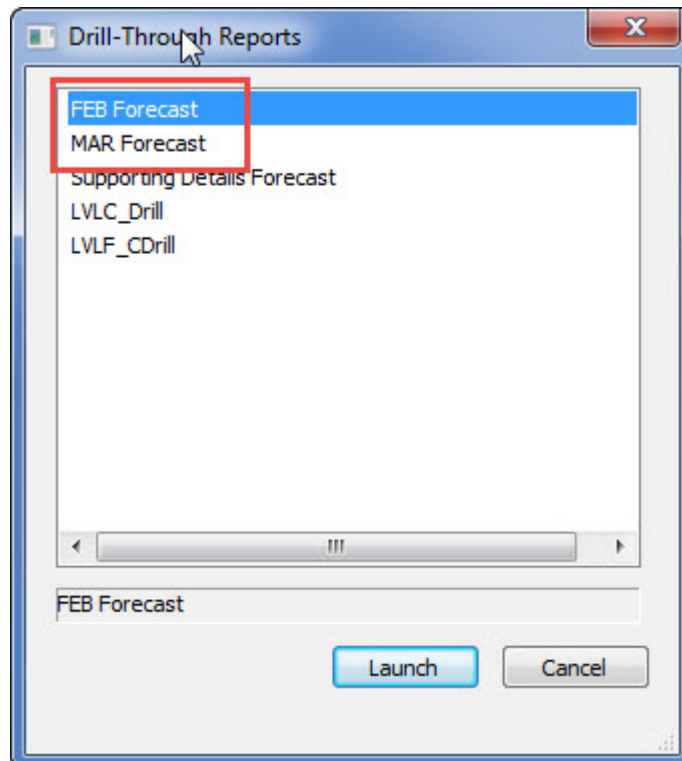 Drill-Through Reports
FEB Forecast
MAR Forecast
Supporting Details Forecast
LVLC_Drill
LVLF_CDrill
FEB Forecast
Launch
Cancel